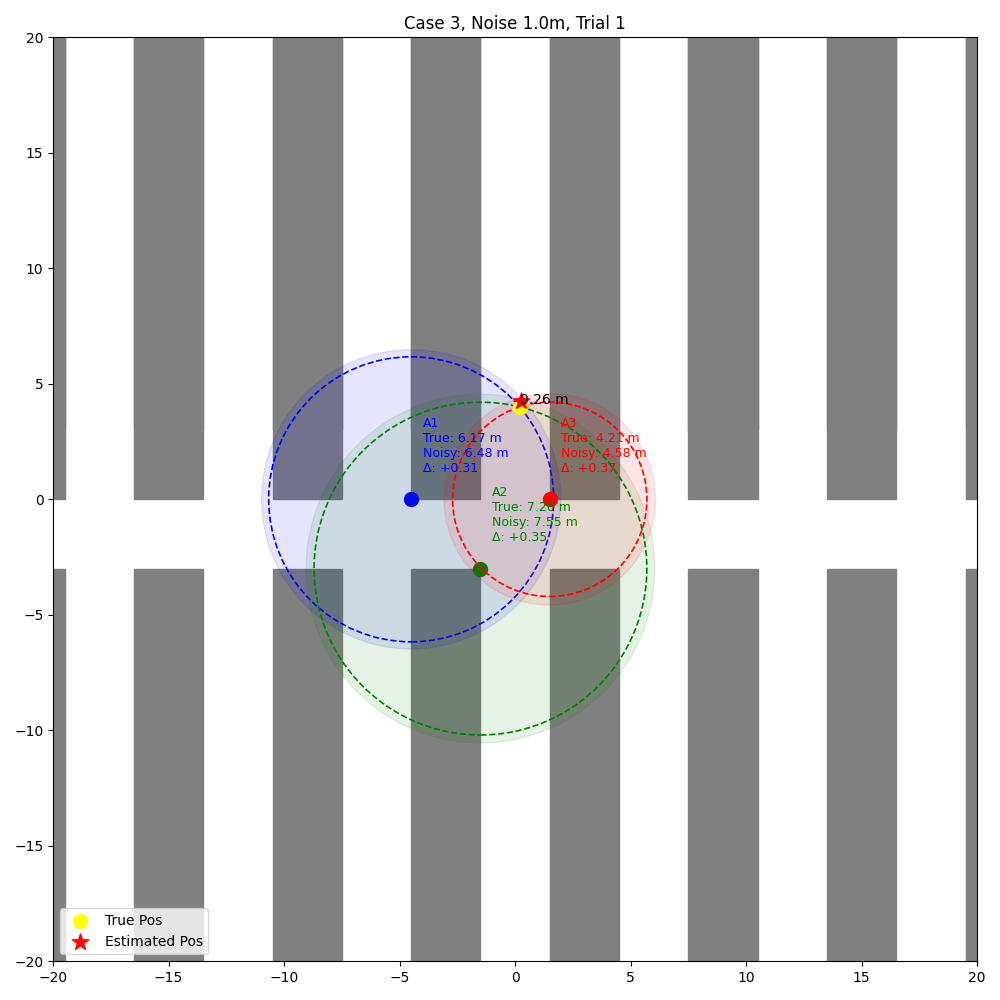 Case 3, Noise 1.0m, Trial 1
20
15
10
5
0
−5
−10
−15
−20
0.26 m
A1
True: 6.17 m
Noisy: 6.48 m
Δ: +0.31
A3
True: 4.21 m
Noisy: 4.58 m
Δ: +0.37
A2
True: 7.20 m
Noisy: 7.55 m
Δ: +0.35
True Pos
Estimated Pos
−20
−15
−10
−5
0
5
10
15
20